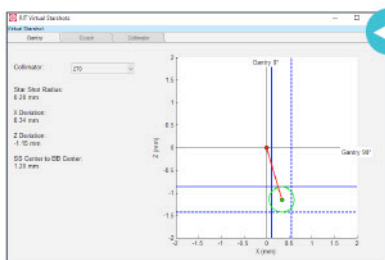 RIT Virtual Starshots
Virtual Starshot
Gantry Couch Collimator
Collimator: 270
Star Shot Radius:
0.28 mm
X Deviation:
0.34 mm
Z Deviation:
-1.15 mm
SS Center to BB Center:
1.20 mm
Gantry 0°
Gantry 90°
Z (mm)
2
1.5
1
0.5
0
-0.5
-1
-1.5
-2
-2 -1.5 -1 -0.5 0 0.5 1 1.5 2
X (mm)